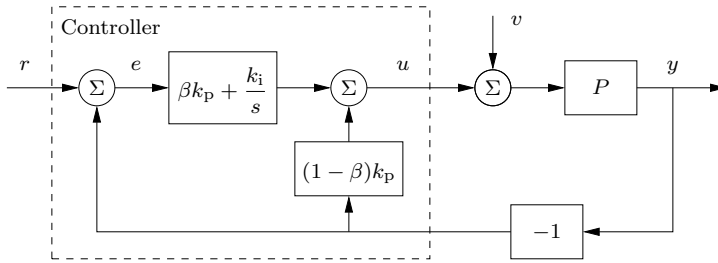 Controller
r
Σ
e
βk_p + k_i/s
Σ
u
v
Σ
P
y
(1 − β)k_p
−1